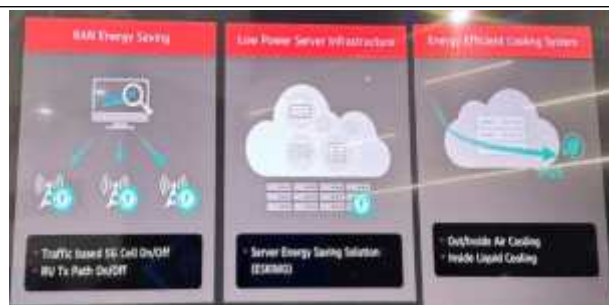 RAN Energy Saving
Low Power Server Infrastructure
Energy Efficient Cooling System
- Traffic based 5G Cell On/Off
- RU Tx Path On/Off
- Server Energy Saving Solution
(ESKIMO)
- Out/Inside Air Cooling
- Inside Liquid Cooling